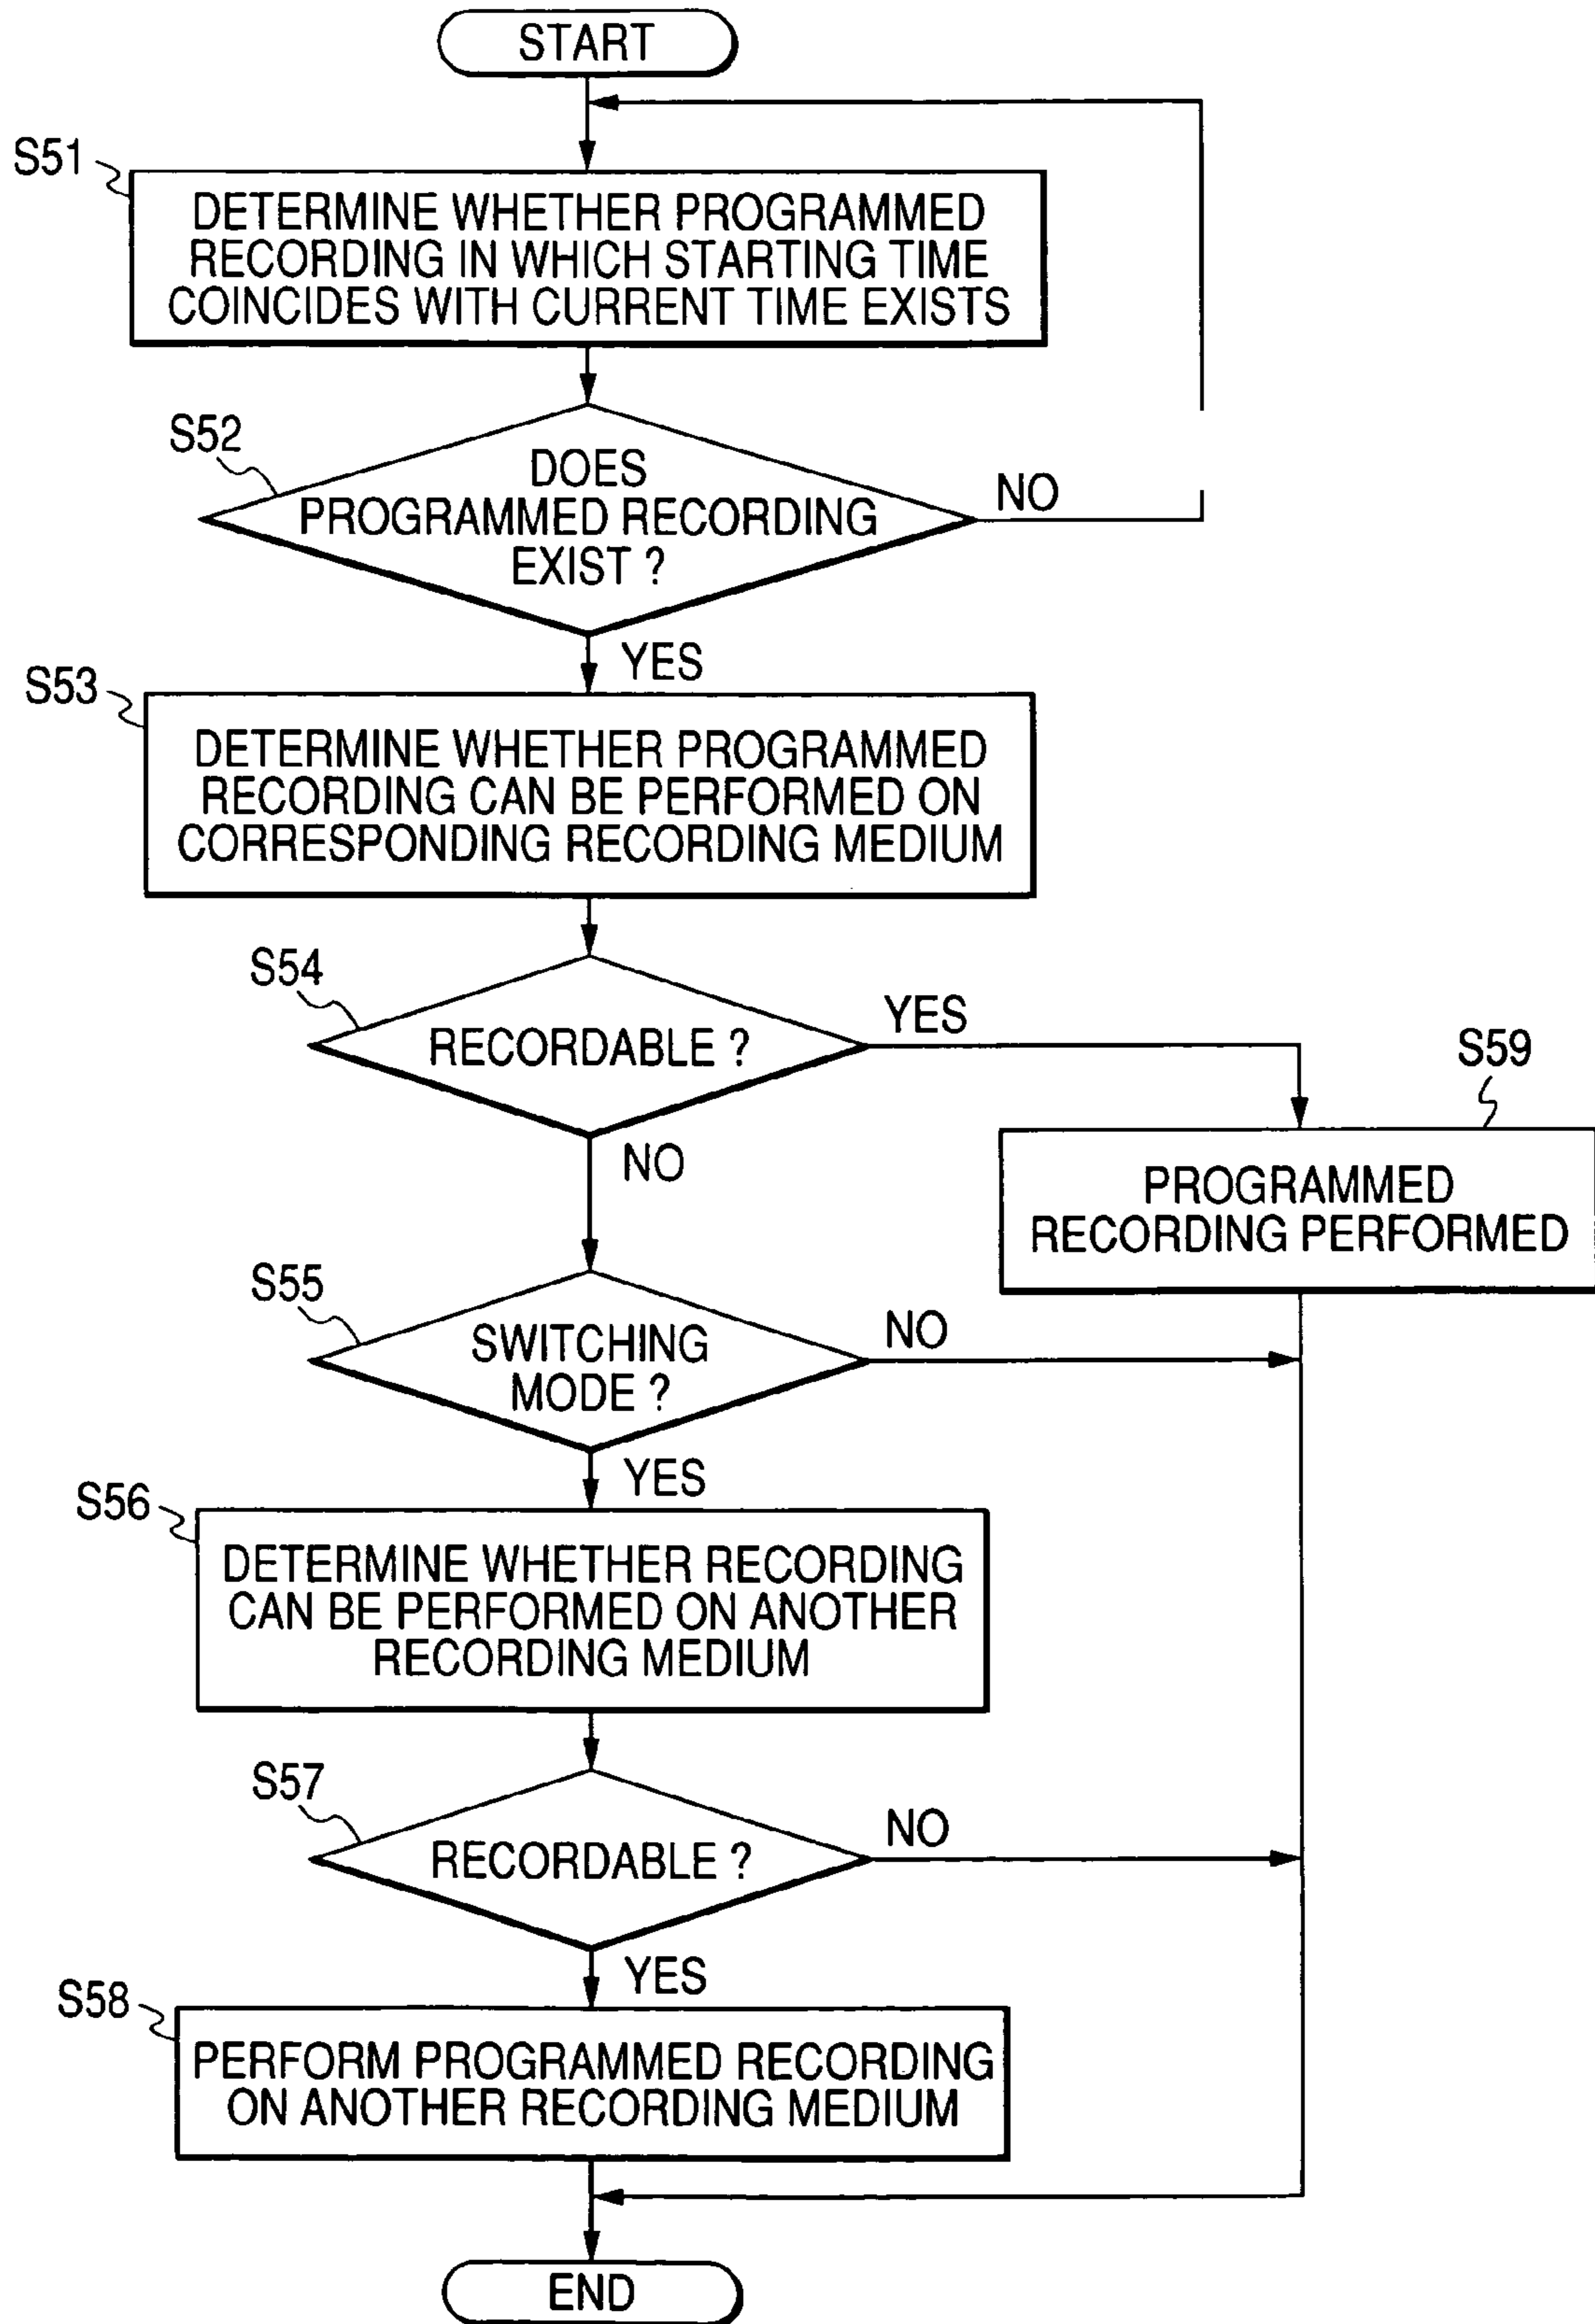 START
S51
DETERMINE WHETHER PROGRAMMED
RECORDING IN WHICH STARTING TIME
COINCIDES WITH CURRENT TIME EXISTS
S52
DOES
PROGRAMMED RECORDING
EXIST ?
NO
YES
S53
DETERMINE WHETHER PROGRAMMED
RECORDING CAN BE PERFORMED ON
CORRESPONDING RECORDING MEDIUM
S54
RECORDABLE ?
YES
NO
S59
PROGRAMMED
RECORDING PERFORMED
S55
SWITCHING
MODE ?
NO
YES
S56
DETERMINE WHETHER RECORDING
CAN BE PERFORMED ON ANOTHER
RECORDING MEDIUM
S57
RECORDABLE ?
NO
YES
S58
PERFORM PROGRAMMED RECORDING
ON ANOTHER RECORDING MEDIUM
END